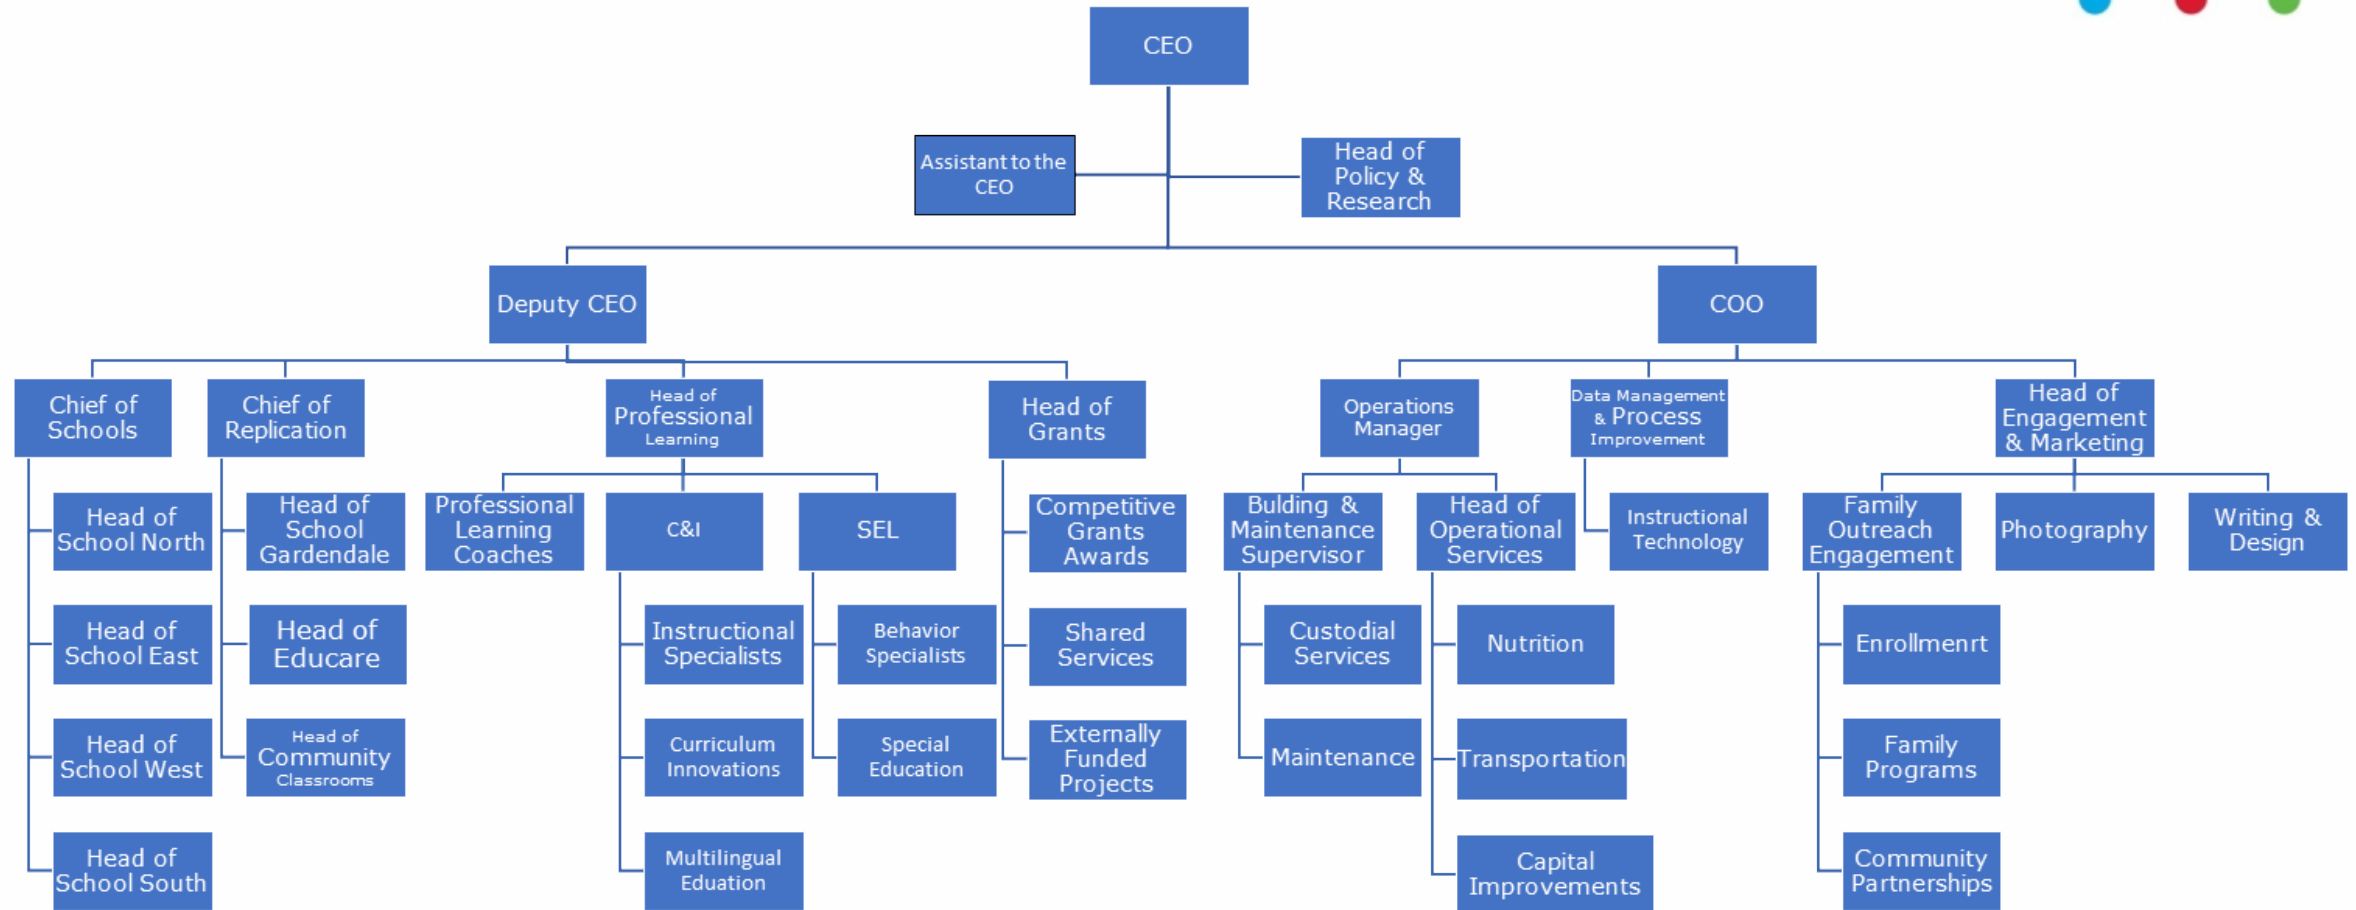 CEO
Assistant to the
CEO
Head of
Policy &
Research
Deputy CEO
COO
Chief of
Schools
Chief of
Replication
Head of
Professional
Learning
Head of
Grants
Operations
Manager
Data Management
& Process
Improvement
Head of
Engagement
& Marketing
Head of
School North
Head of
School
Gardendale
Professional
Learning
Coaches
C&I
SEL
Competitive
Grants
Awards
Bulding &
Maintenance
Supervisor
Head of
Operational
Services
Instructional
Technology
Family
Outreach
Engagement
Photography
Writing &
Design
Head of
School East
Head of
Educare
Instructional
Specialists
Behavior
Specialists
Shared
Services
Custodial
Services
Nutrition
Enrollmenrt
Head of
School West
Head of
Community
Classrooms
Curriculum
Innovations
Special
Education
Externally
Funded
Projects
Maintenance
Transportation
Family
Programs
Head of
School South
Multilingual
Eduation
Capital
Improvements
Community
Partnerships